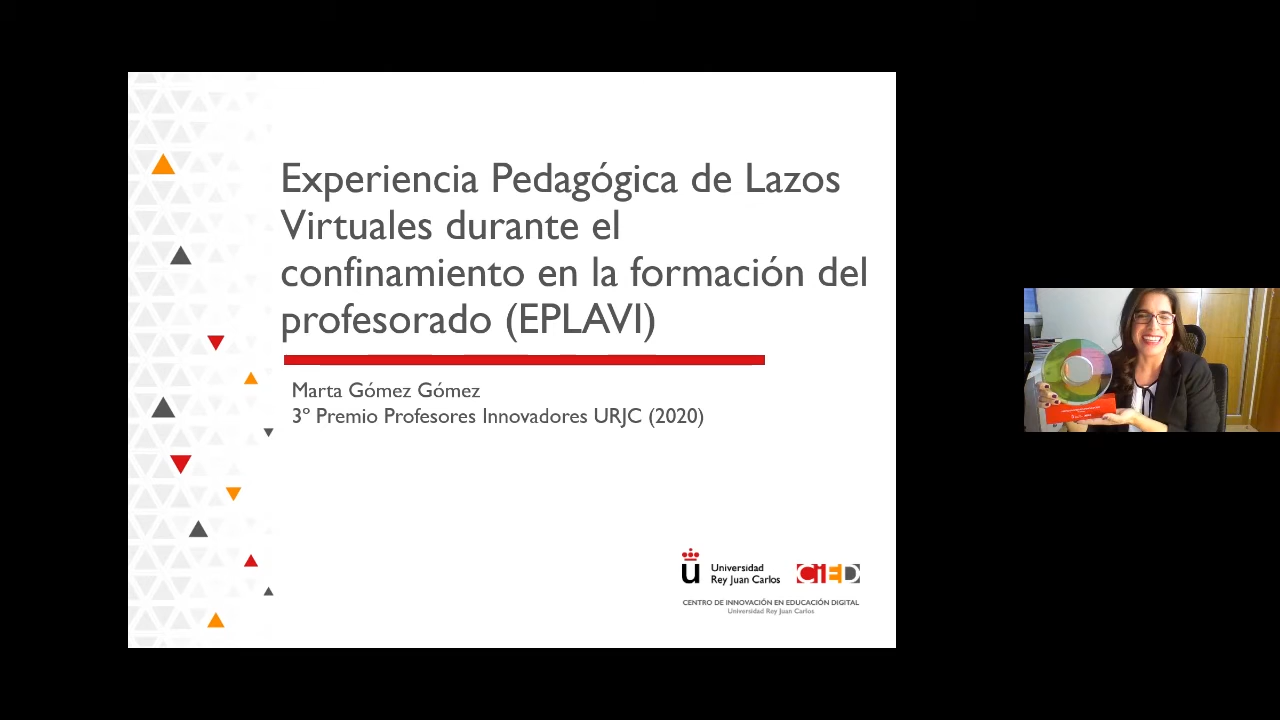 Experiencia Pedagógica de Lazos
Virtuales durante el
confinamiento en la formación del
profesorado (EPLAVI)
Marta Gómez Gómez
3º Premio Profesores Innovadores URJC (2020)
u
Universidad
Rey Juan Carlos
CiED
CENTRO DE INNOVACIÓN EN EDUCACIÓN DIGITAL
Universidad Rey Juan Carlos